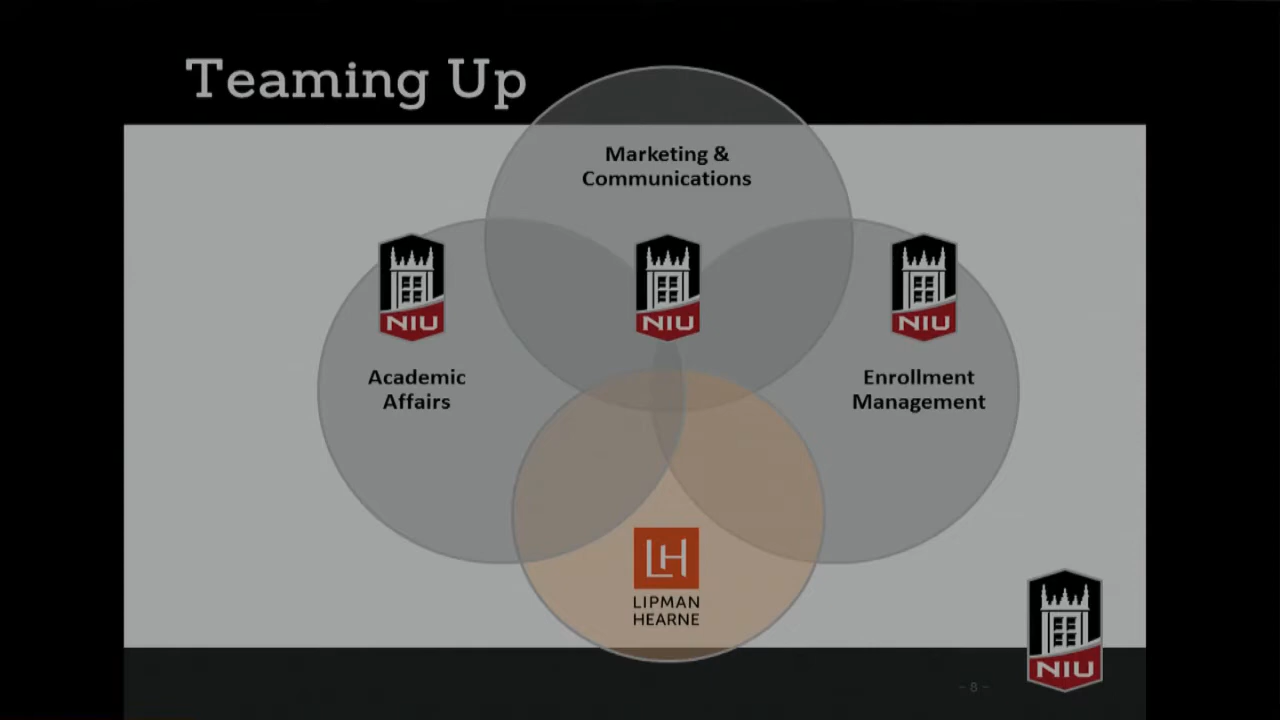 Teaming Up
Marketing &
Communications
NIU
NIU
NIU
Academic
Affairs
Enrollment
Management
LH
LIPMAN
HEARNE
NIU
– 8 –